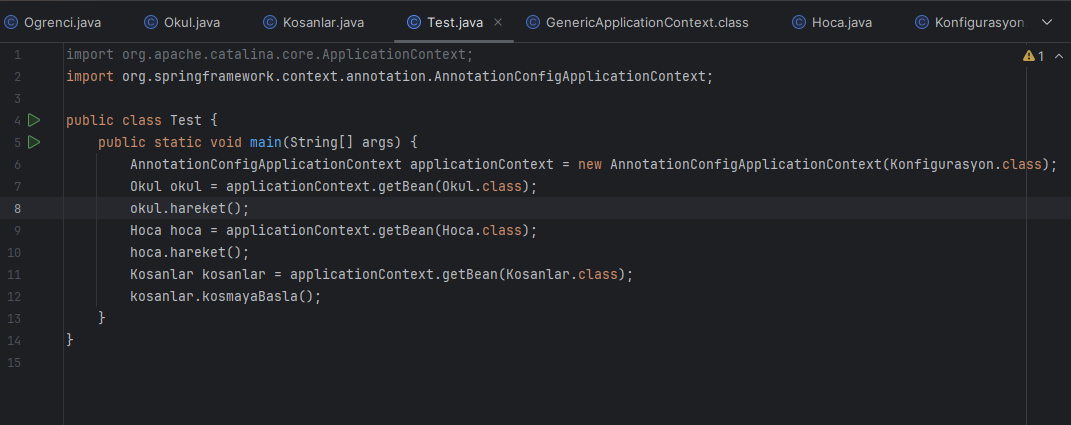 Ogrenci.java Okul.java Kosanlar.java Test.java GenericApplicationContext.class Hoca.java Konfigurasyon
1 import org.apache.catalina.core.ApplicationContext; 1
2 import org.springframework.context.annotation.AnnotationConfigApplicationContext;
3
4 public class Test {
5 public static void main(String[] args) {
6 AnnotationConfigApplicationContext applicationContext = new AnnotationConfigApplicationContext(Konfigurasyon.class);
7 Okul okul = applicationContext.getBean(Okul.class);
8 okul.hareket();
9 Hoca hoca = applicationContext.getBean(Hoca.class);
10 hoca.hareket();
11 Kosanlar kosanlar = applicationContext.getBean(Kosanlar.class);
12 kosanlar.kosmayaBasla();
13 }
14 }
15